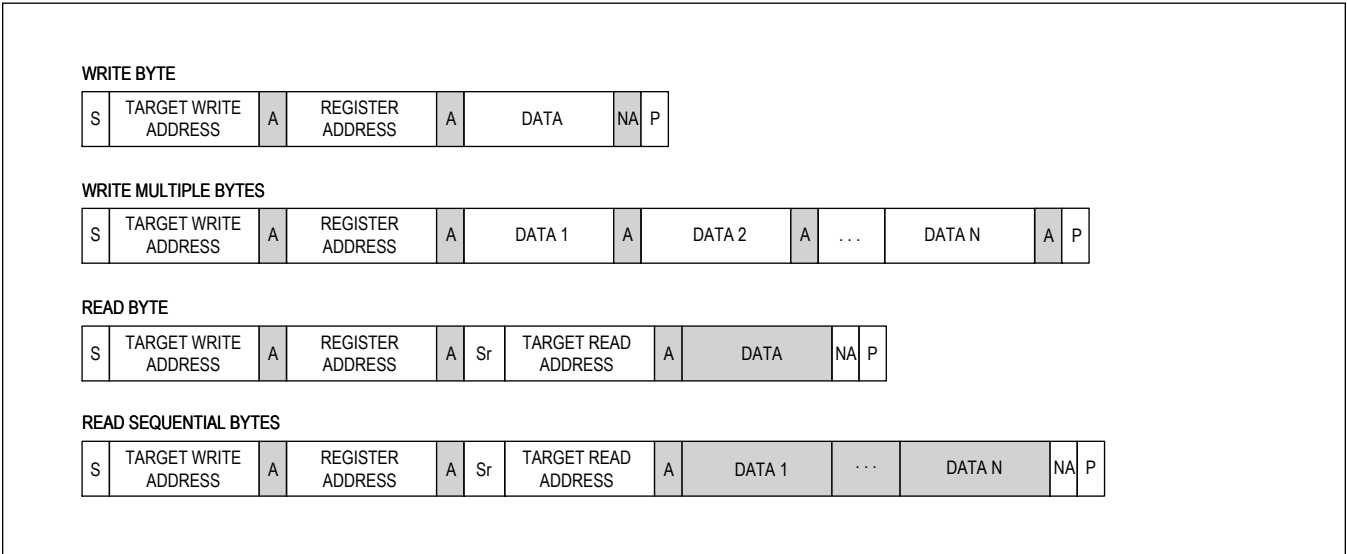 WRITE BYTE
S TARGET WRITE ADDRESS A REGISTER ADDRESS A DATA NA P
WRITE MULTIPLE BYTES
S TARGET WRITE ADDRESS A REGISTER ADDRESS A DATA 1 A DATA 2 A . . . DATA N A P
READ BYTE
S TARGET WRITE ADDRESS A REGISTER ADDRESS A Sr TARGET READ ADDRESS A DATA NA P
READ SEQUENTIAL BYTES
S TARGET WRITE ADDRESS A REGISTER ADDRESS A Sr TARGET READ ADDRESS A DATA 1 . . . DATA N NA P